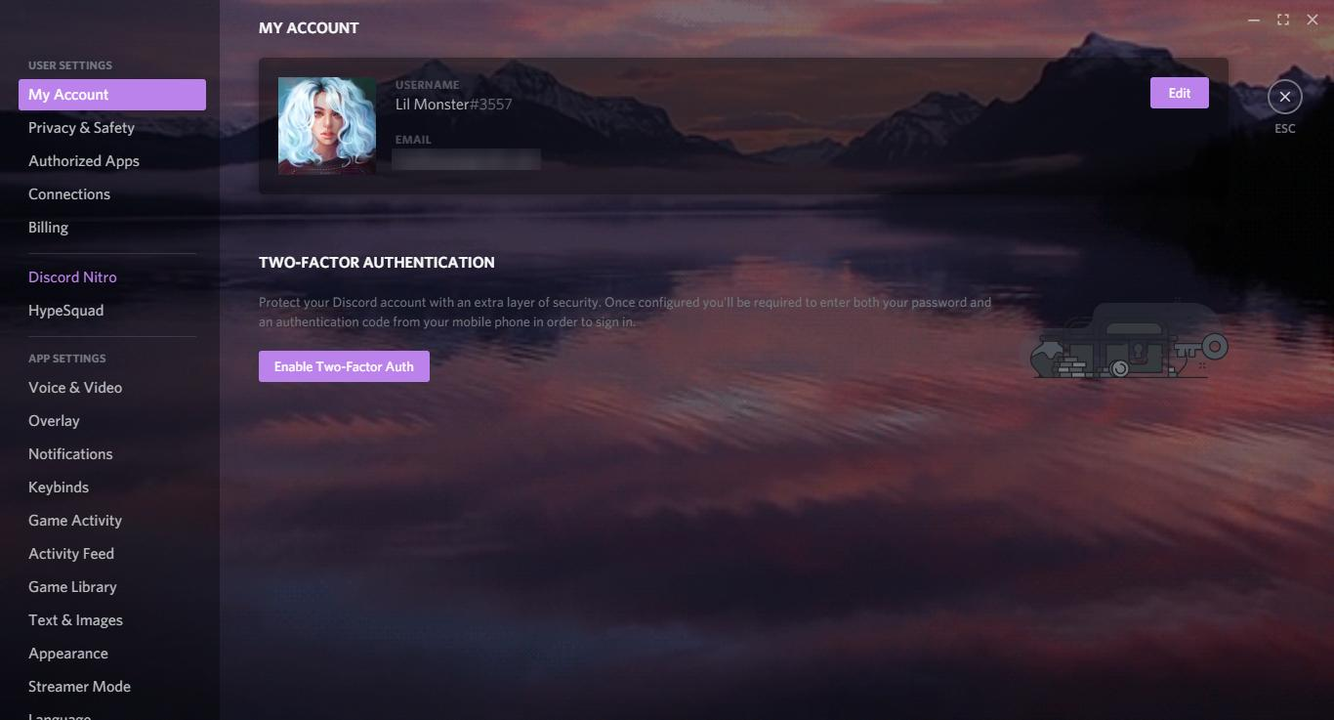 MY ACCOUNT
USER SETTINGS
My Account
Privacy & Safety
Authorized Apps
Connections
Billing
Discord Nitro
HypeSquad
APP SETTINGS
Voice & Video
Overlay
Notifications
Keybinds
Game Activity
Activity Feed
Game Library
Text & Images
Appearance
Streamer Mode
Language
USERNAME
Lil Monster#3557
EMAIL
Edit
ESC
TWO-FACTOR AUTHENTICATION
Protect your Discord account with an extra layer of security. Once configured you'll be required to enter both your password and
an authentication code from your mobile phone in order to sign in.
Enable Two-Factor Auth